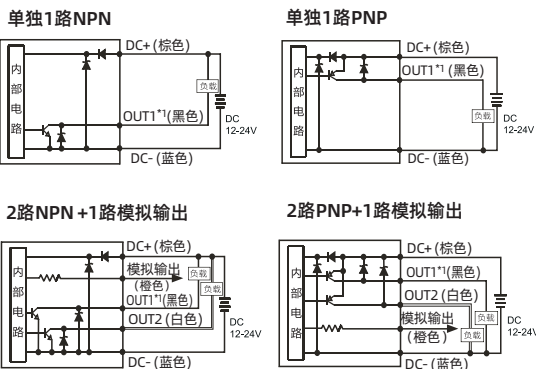 单独1路NPN
DC+ (棕色)
内部电路
负载
OUT1*1(黑色)
DC
12-24V
DC- (蓝色)
单独1路PNP
DC+ (棕色)
OUT1*1 (黑色)
内部电路
负载
DC
12-24V
DC- (蓝色)
2路NPN +1路模拟输出
DC+ (棕色)
内部电路
模拟输出
(橙色)
负载
负载
OUT1*1(黑色)
OUT2 (白色)
DC
12-24V
DC- (蓝色)
2路PNP+1路模拟输出
DC+ (棕色)
内部电路
OUT1*1(黑色)
OUT2 (白色)
模拟输出
(橙色)
负载
负载
DC
12-24V
DC- (蓝色)